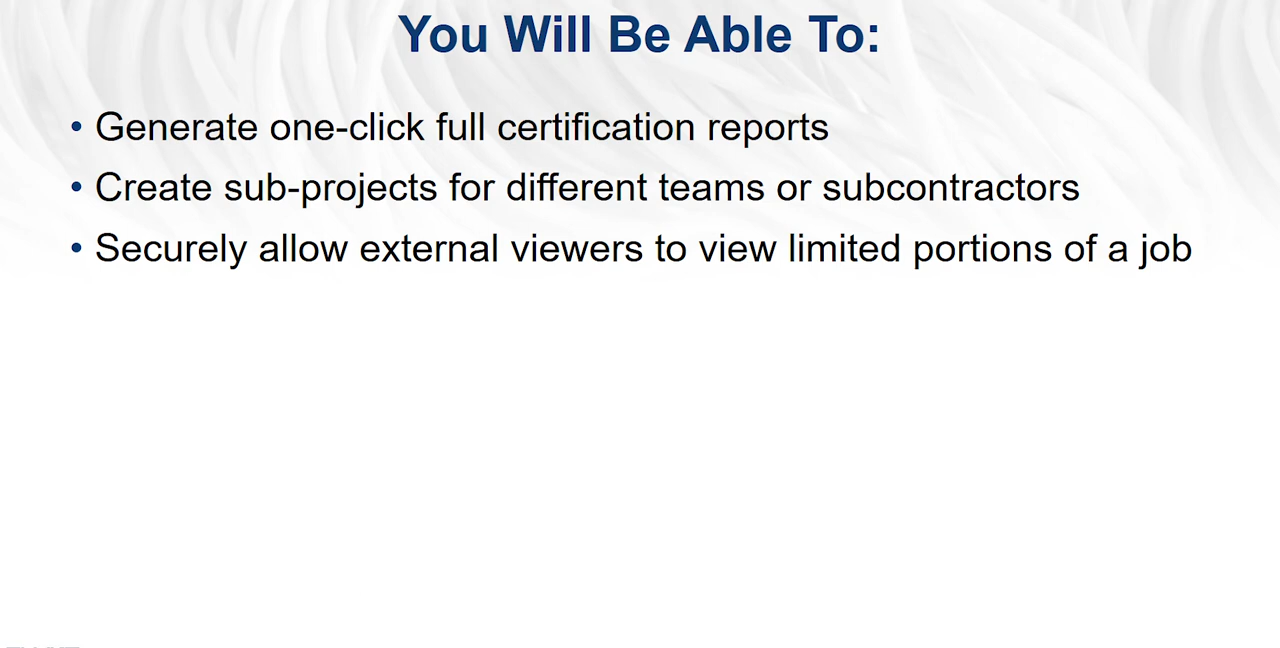 You Will Be Able To:
• Generate one-click full certification reports
• Create sub-projects for different teams or subcontractors
• Securely allow external viewers to view limited portions of a job